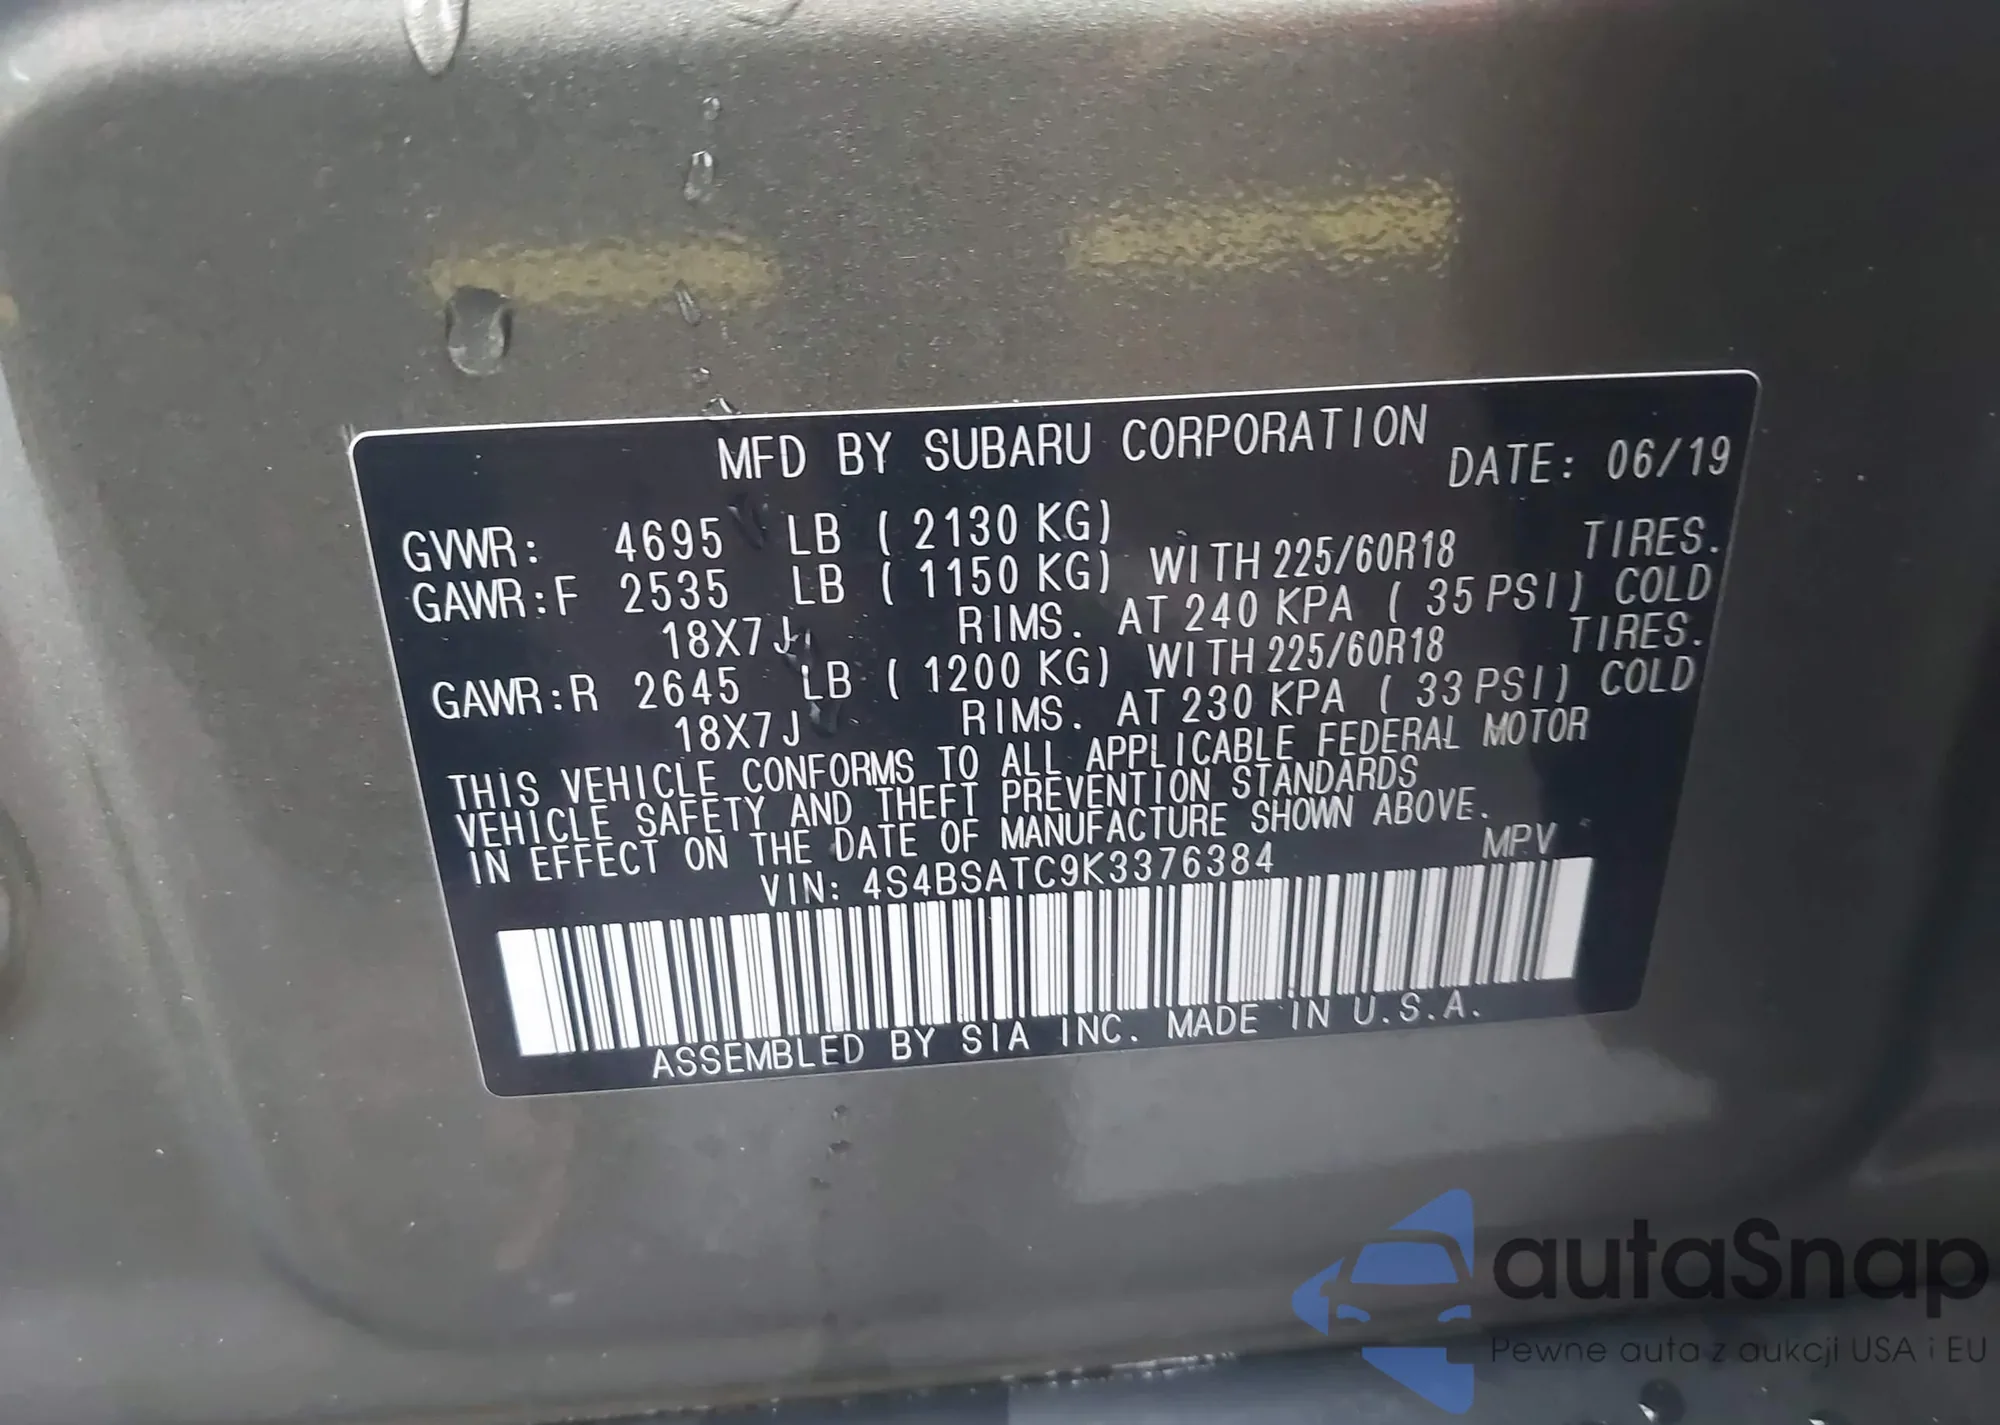 MFD BY SUBARU CORPORATION DATE: 06/19
GVWR: 4695 LB ( 2130 KG)
GAWR:F 2535 LB ( 1150 KG) WITH 225/60R18 TIRES.
18X7J RIMS. AT 240 KPA ( 35 PSI) COLD
GAWR:R 2645 LB ( 1200 KG) WITH 225/60R18 TIRES.
18X7J RIMS. AT 230 KPA ( 33 PSI) COLD
THIS VEHICLE CONFORMS TO ALL APPLICABLE FEDERAL MOTOR
VEHICLE SAFETY AND THEFT PREVENTION STANDARDS
IN EFFECT ON THE DATE OF MANUFACTURE SHOWN ABOVE.
VIN: 4S4BSATC9K3376384 MPV
ASSEMBLED BY SIA INC. MADE IN U.S.A.
autaSnap
Pewne auta z aukcji USA i EU